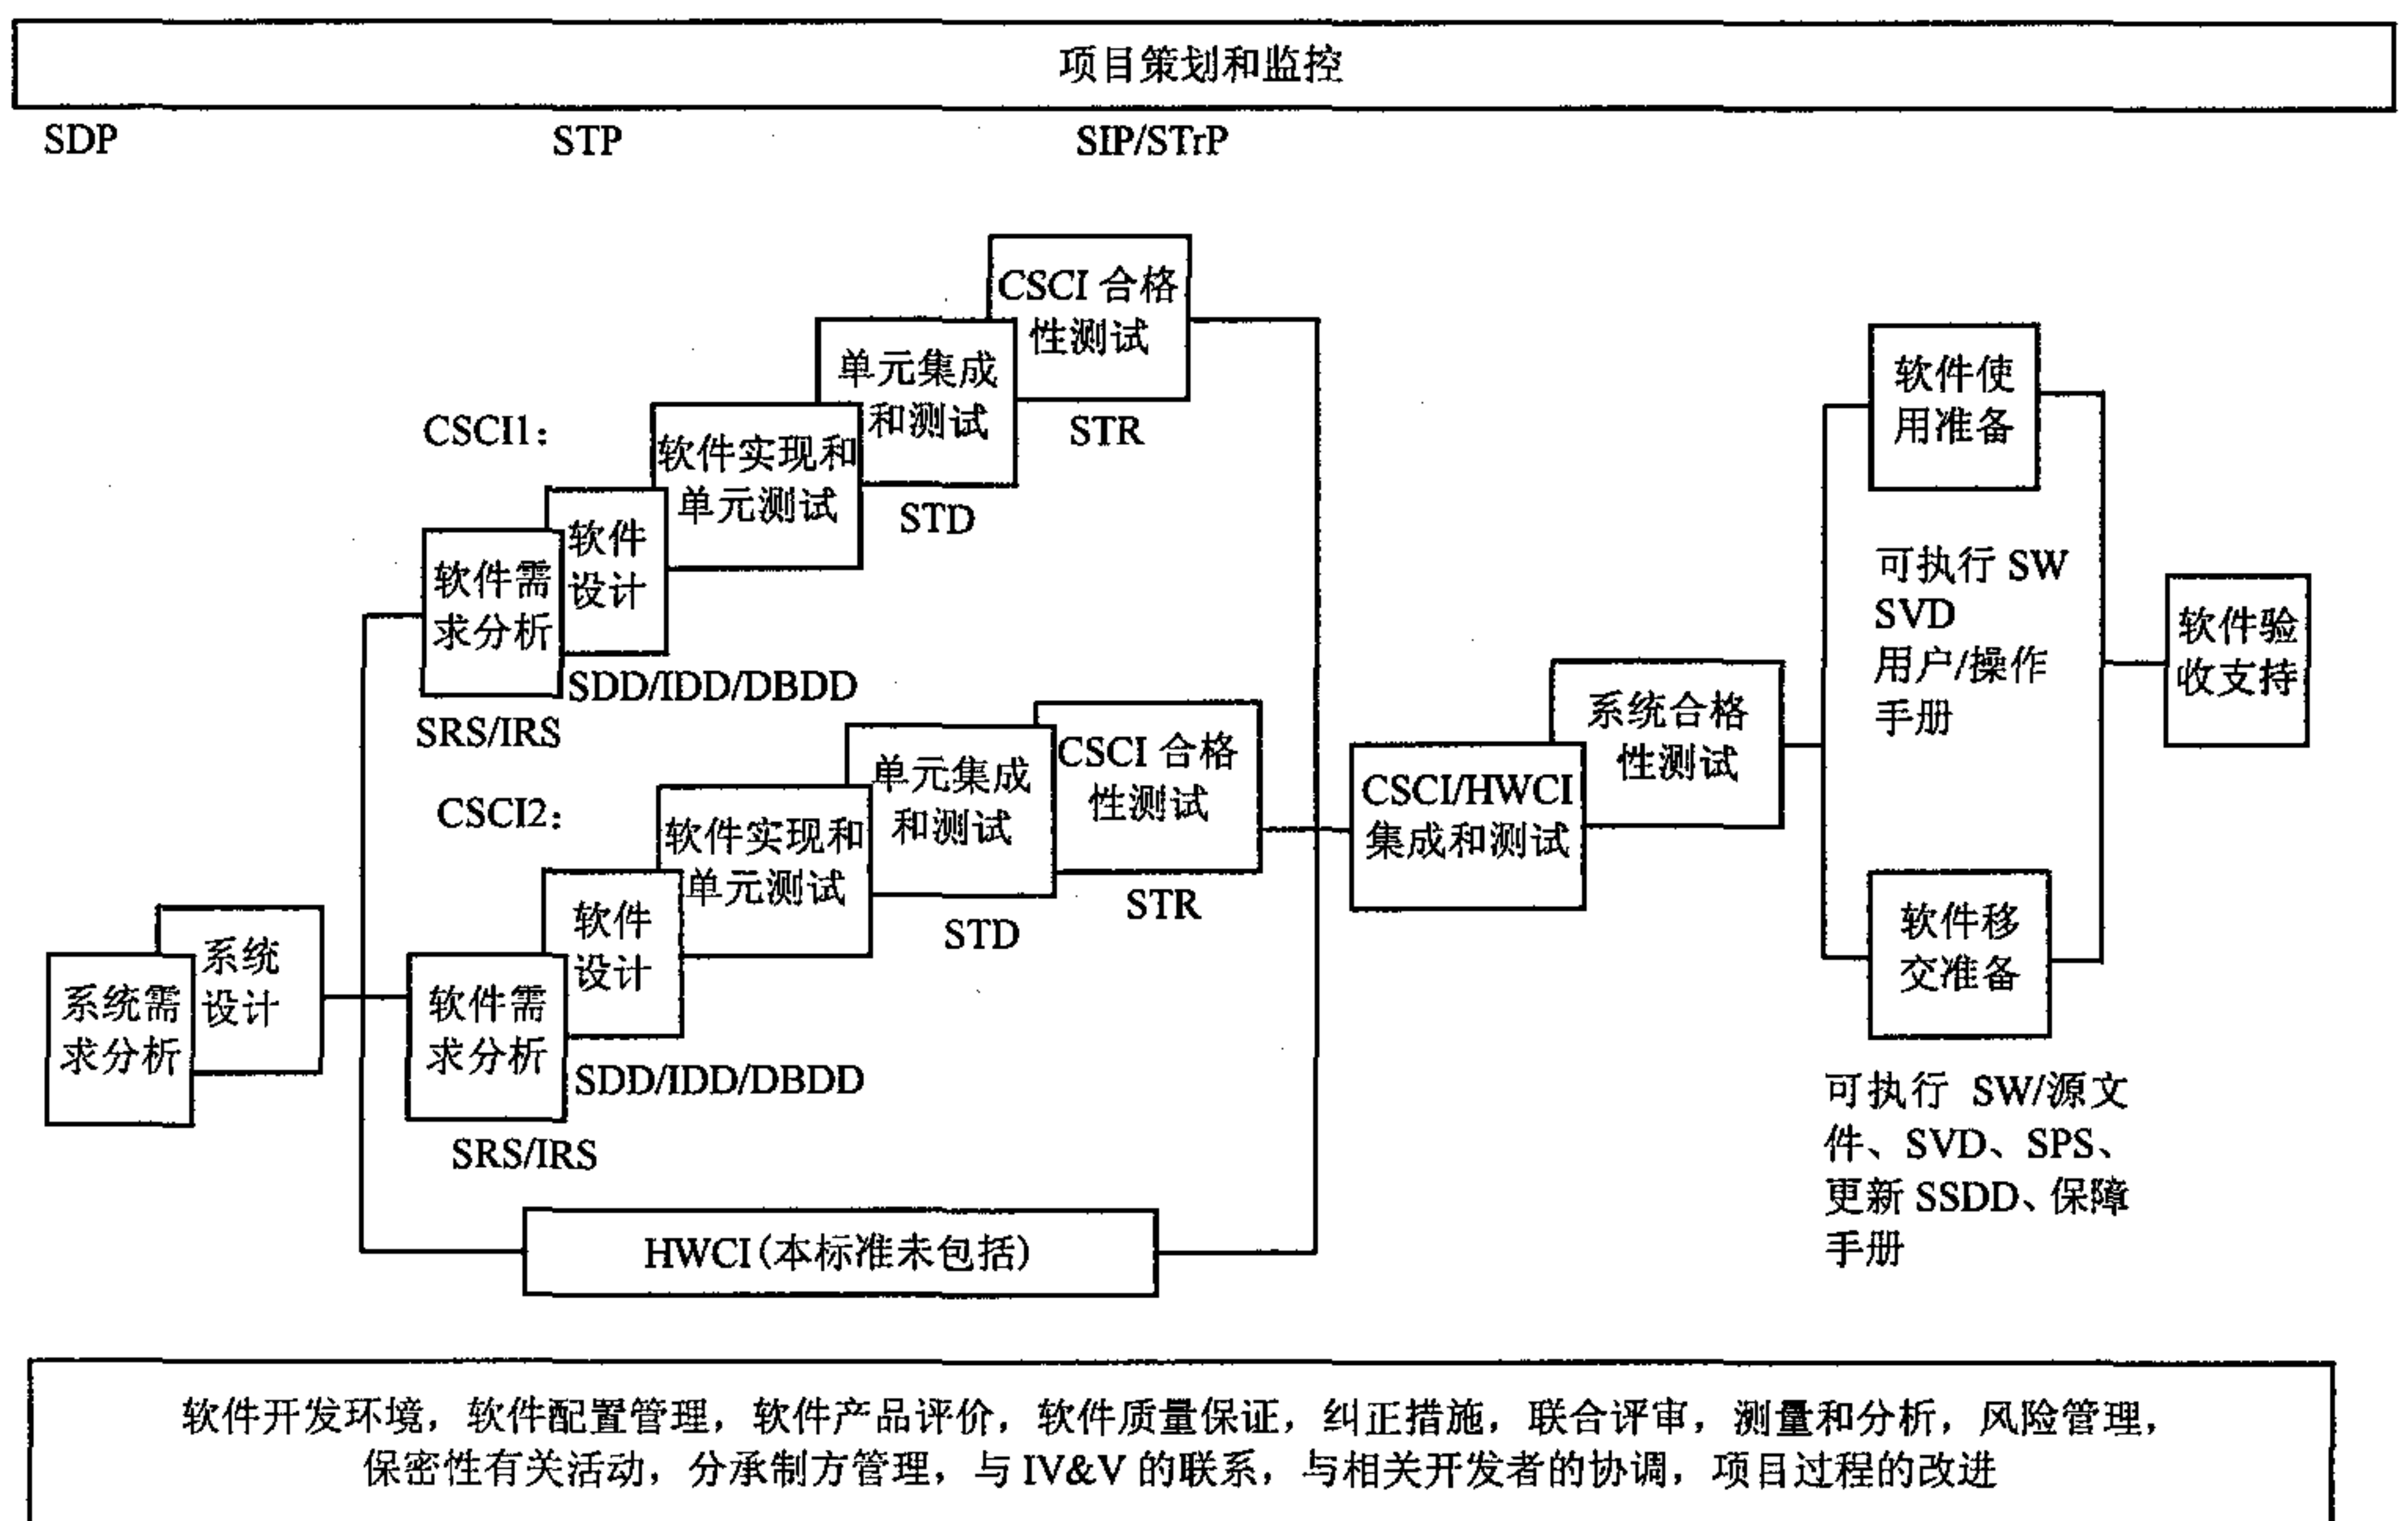 项目策划和监控
SDP
STP
SIP/STrP
CSCI1：
CSCI 合格
性测试
STR
单元集成
和测试
STD
软件实现和
单元测试
软件
设计
SDD/IDD/DBDD
软件需
求分析
SRS/IRS
CSCI2：
CSCI 合格
性测试
STR
单元集成
和测试
STD
软件实现和
单元测试
软件
设计
SDD/IDD/DBDD
软件需
求分析
SRS/IRS
系统
设计
系统需
求分析
HWCI(本标准未包括)
系统合格
性测试
CSCI/HWCI
集成和测试
软件使
用准备
可执行 SW
SVD
用户/操作
手册
软件验
收支持
软件移
交准备
可执行 SW/源文
件、SVD、SPS、
更新 SSDD、保障
手册
软件开发环境，软件配置管理，软件产品评价，软件质量保证，纠正措施，联合评审，测量和分析，风险管理，
保密性有关活动，分承制方管理，与 IV&V 的联系，与相关开发者的协调，项目过程的改进